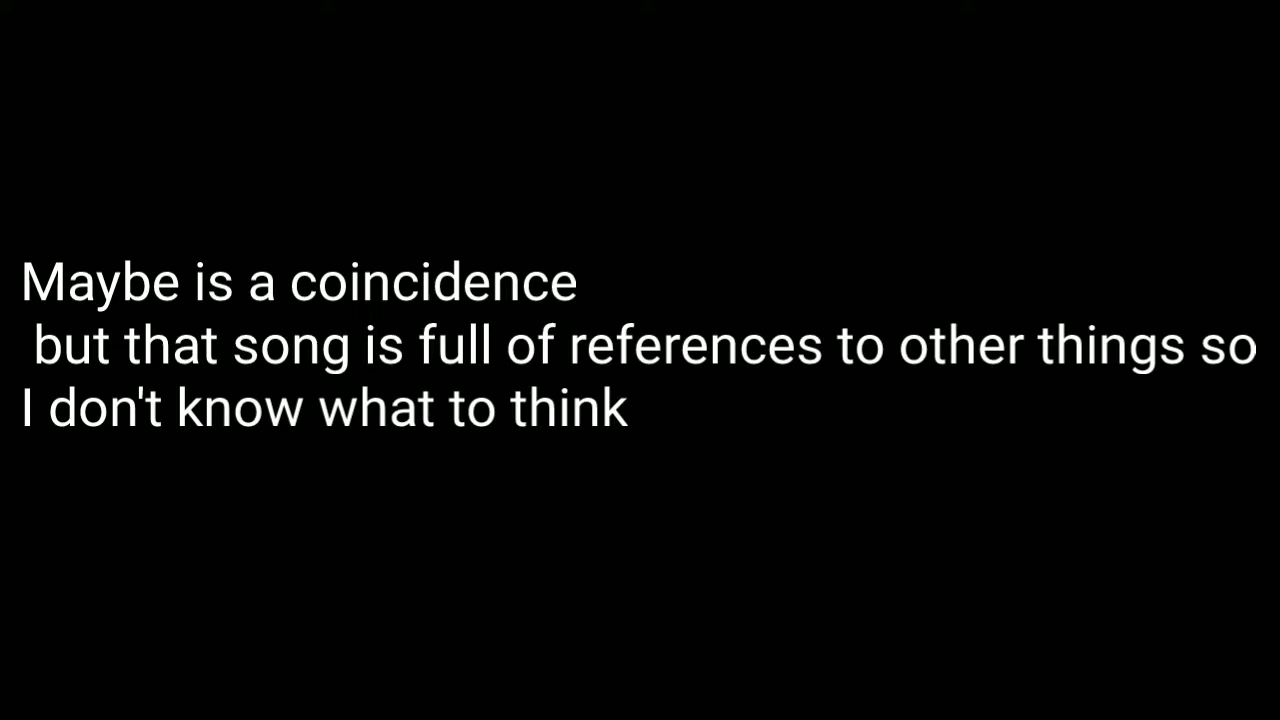 Maybe is a coincidence
but that song is full of references to other things so
I don't know what to think